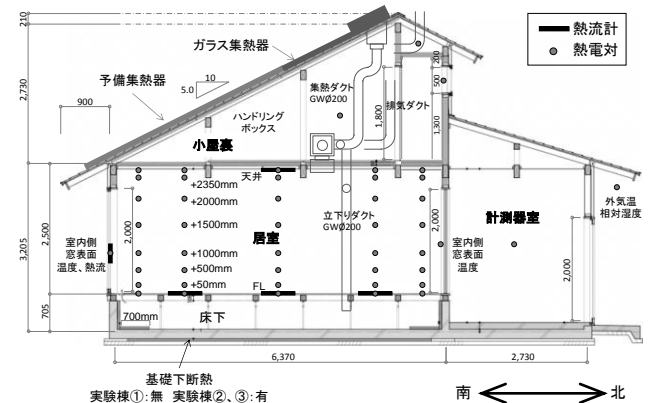 210
2,730
3,205
2,500
705
900
予備集熱器
ガラス集熱器
10
5.0
ハンドリング
ボックス
小屋裏
集熱ダクト
GWØ200
1,800
排気ダクト
200
500
1,300
熱流計
熱電対
天井
+2350mm
+2000mm
+1500mm
+1000mm
+500mm
+50mm
FL
2,000
居室
立下りダクト
GWØ200
2,000
計測器室
2,000
外気温
相対湿度
室内側
窓表面
温度、熱流
室内側
窓表面
温度
700mm
床下
6,370
2,730
基礎下断熱
実験棟①:無 実験棟②、③:有
南
北